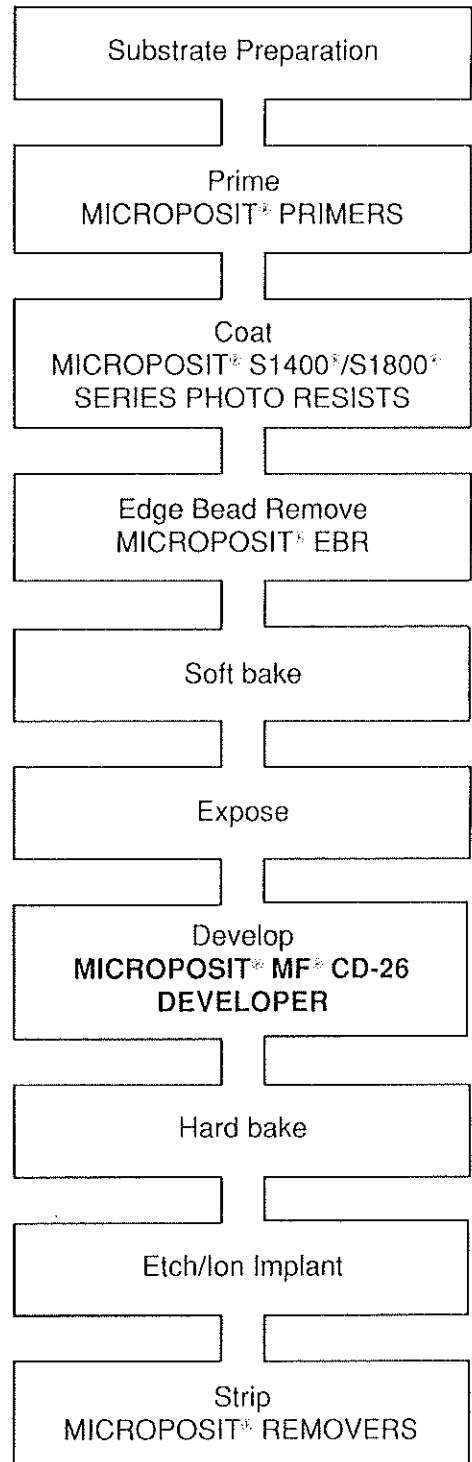 Substrate Preparation
Prime
MICROPOSIT® PRIMERS
Coat
MICROPOSIT® S1400®/S1800®
SERIES PHOTO RESISTS
Edge Bead Remove
MICROPOSIT® EBR
Soft bake
Expose
Develop
MICROPOSIT® MF® CD-26
DEVELOPER
Hard bake
Etch/Ion Implant
Strip
MICROPOSIT® REMOVERS